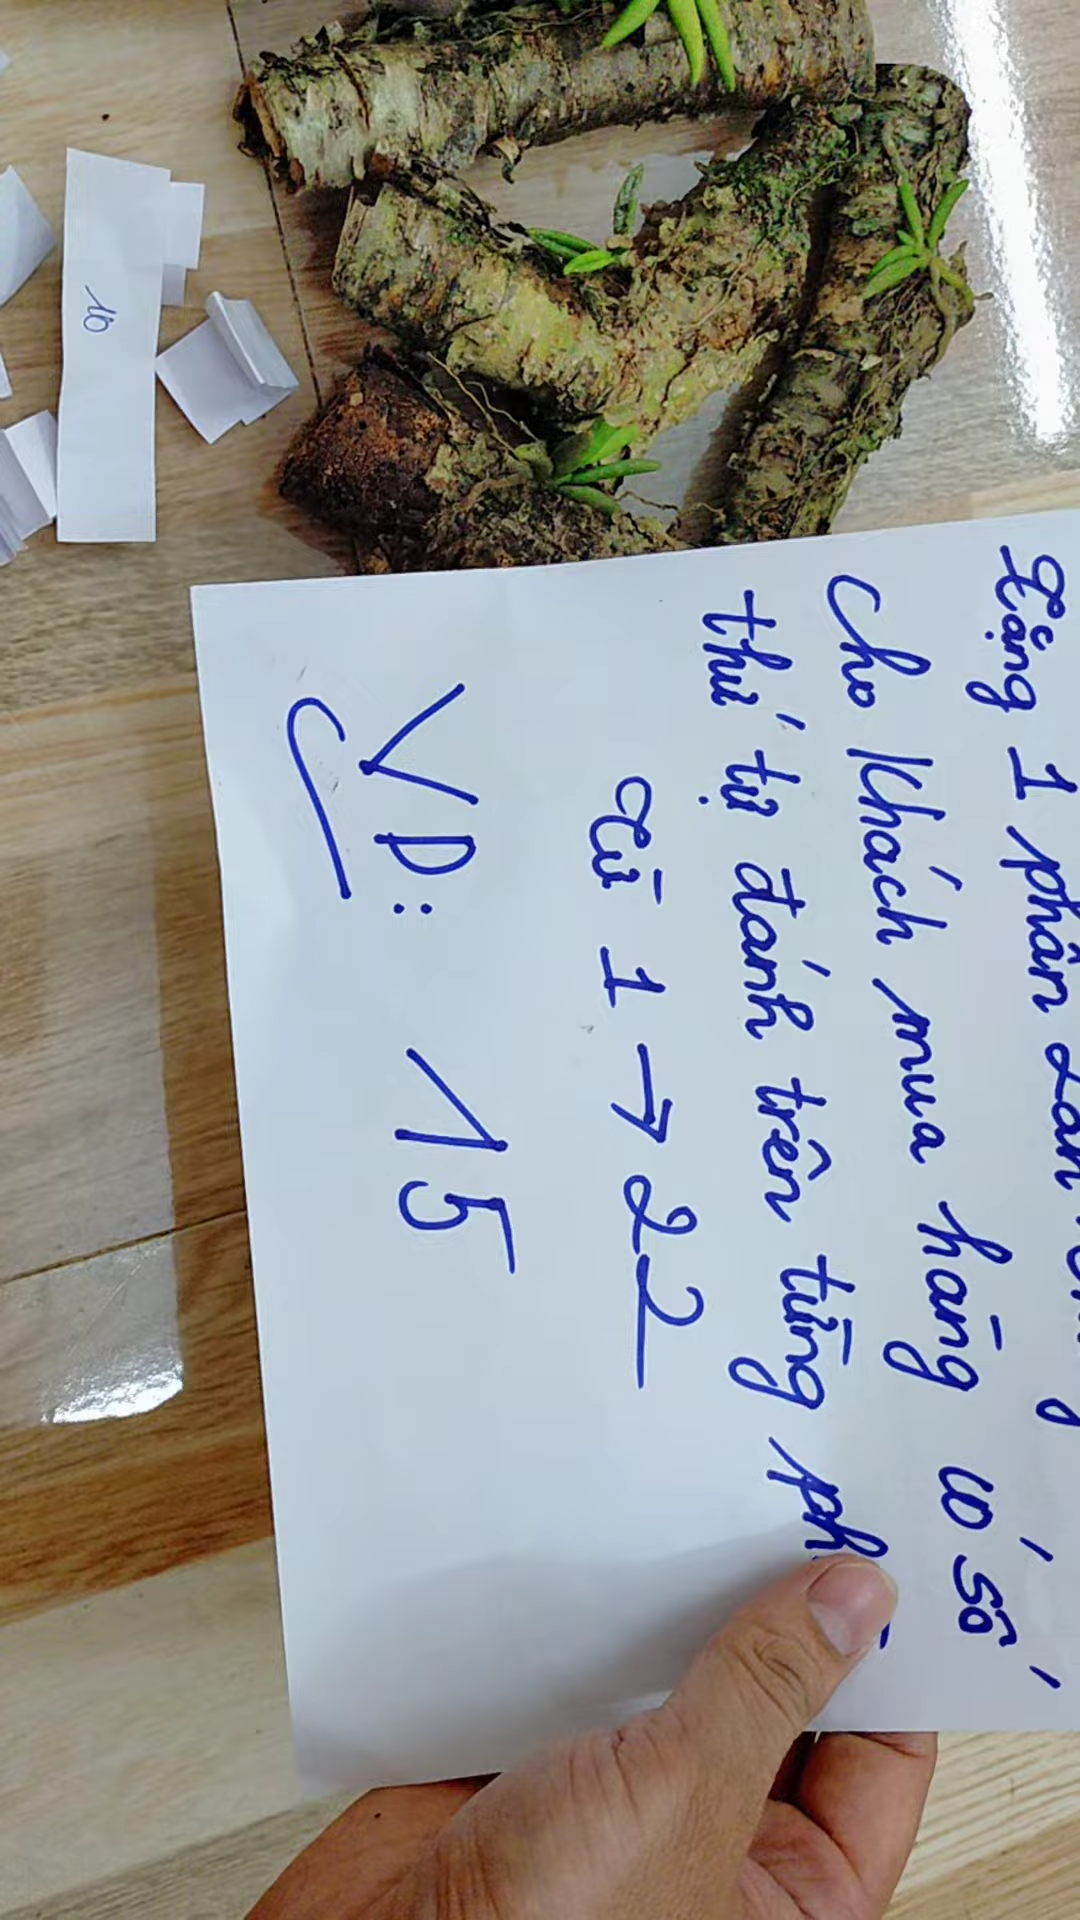 Tặng 1 phần Lan
cho khách mua hàng có số
thứ tự đánh trên từng
Từ 1 → 22
VD: 15
10